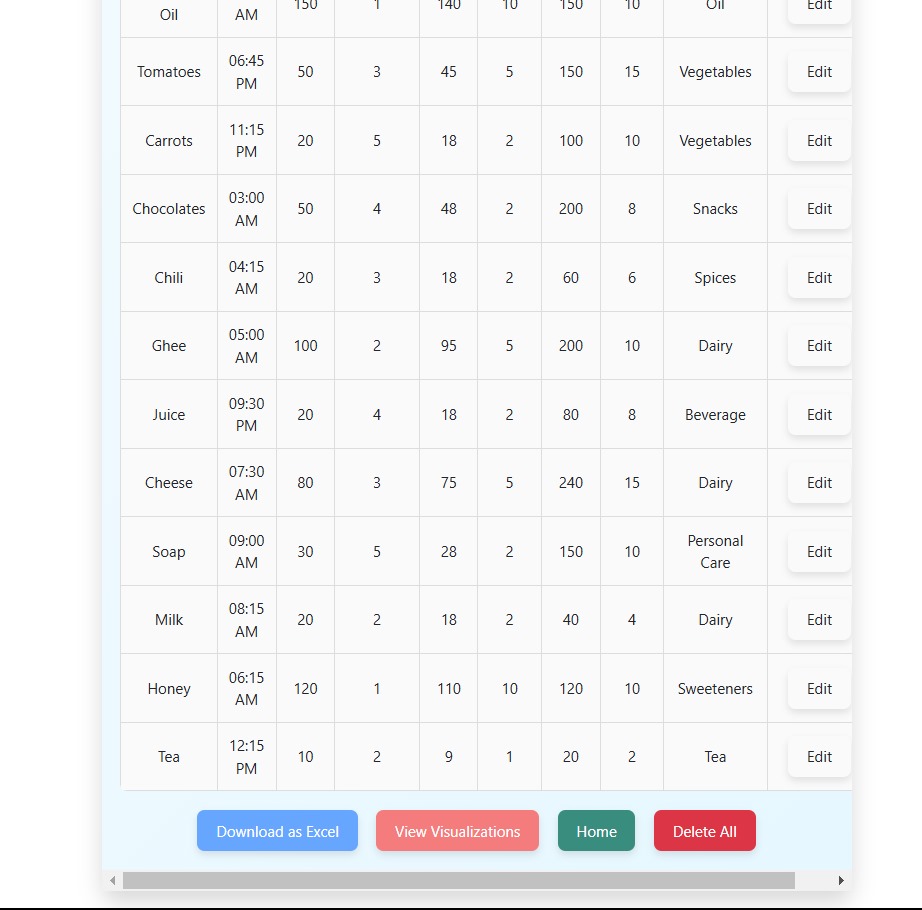 150 1 140 10 150 10 Oil Edit
Oil AM
Tomatoes 06:45 PM 50 3 45 5 150 15 Vegetables Edit
Carrots 11:15 PM 20 5 18 2 100 10 Vegetables Edit
Chocolates 03:00 AM 50 4 48 2 200 8 Snacks Edit
Chili 04:15 AM 20 3 18 2 60 6 Spices Edit
Ghee 05:00 AM 100 2 95 5 200 10 Dairy Edit
Juice 09:30 PM 20 4 18 2 80 8 Beverage Edit
Cheese 07:30 AM 80 3 75 5 240 15 Dairy Edit
Soap 09:00 AM 30 5 28 2 150 10 Personal Care Edit
Milk 08:15 AM 20 2 18 2 40 4 Dairy Edit
Honey 06:15 AM 120 1 110 10 120 10 Sweeteners Edit
Tea 12:15 PM 10 2 9 1 20 2 Tea Edit
Download as Excel View Visualizations Home Delete All